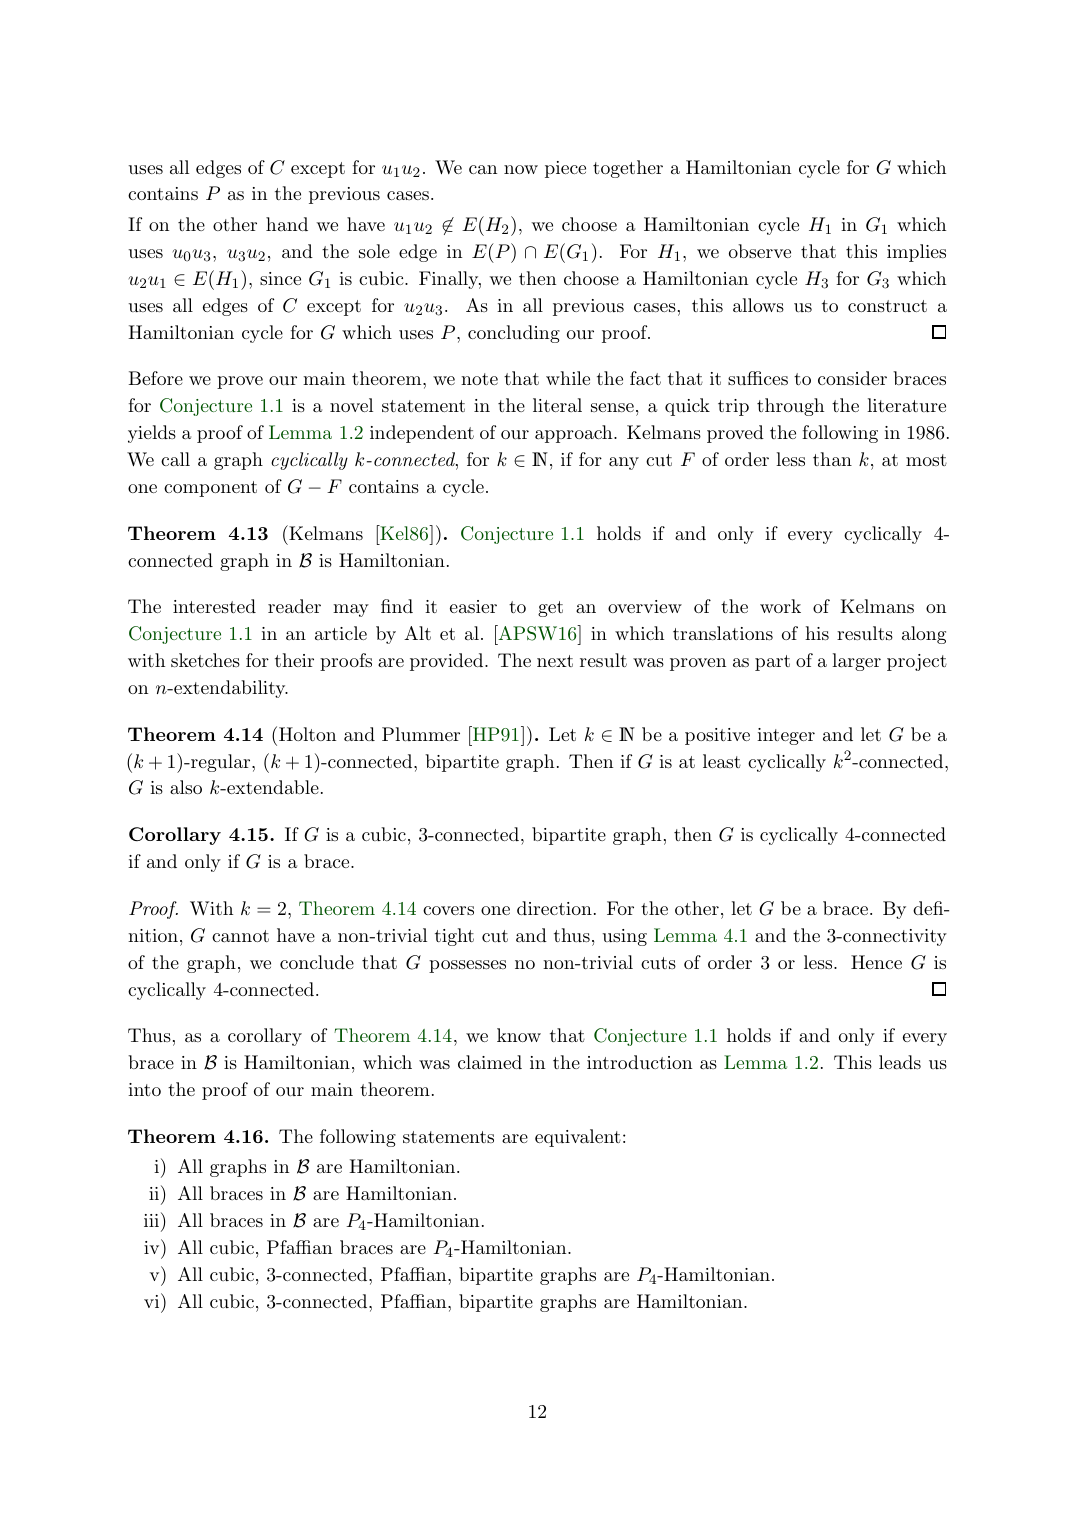 uses all edges of C except for u₁u₂. We can now piece together a Hamiltonian cycle for G which
contains P as in the previous cases.
If on the other hand we have u₁u₂ ∉ E(H₂), we choose a Hamiltonian cycle H₁ in G₁ which
uses u₀u₃, u₃u₂, and the sole edge in E(P) ∩ E(G₁). For H₁, we observe that this implies
u₂u₁ ∈ E(H₁), since G₁ is cubic. Finally, we then choose a Hamiltonian cycle H₃ for G₃ which
uses all edges of C except for u₂u₃. As in all previous cases, this allows us to construct a
Hamiltonian cycle for G which uses P, concluding our proof. □
Before we prove our main theorem, we note that while the fact that it suffices to consider braces
for Conjecture 1.1 is a novel statement in the literal sense, a quick trip through the literature
yields a proof of Lemma 1.2 independent of our approach. Kelmans proved the following in 1986.
We call a graph cyclically k-connected, for k ∈ ℕ, if for any cut F of order less than k, at most
one component of G − F contains a cycle.
Theorem 4.13 (Kelmans [Kel86]). Conjecture 1.1 holds if and only if every cyclically 4-
connected graph in ℬ is Hamiltonian.
The interested reader may find it easier to get an overview of the work of Kelmans on
Conjecture 1.1 in an article by Alt et al. [APSW16] in which translations of his results along
with sketches for their proofs are provided. The next result was proven as part of a larger project
on n-extendability.
Theorem 4.14 (Holton and Plummer [HP91]). Let k ∈ ℕ be a positive integer and let G be a
(k + 1)-regular, (k + 1)-connected, bipartite graph. Then if G is at least cyclically k²-connected,
G is also k-extendable.
Corollary 4.15. If G is a cubic, 3-connected, bipartite graph, then G is cyclically 4-connected
if and only if G is a brace.
Proof. With k = 2, Theorem 4.14 covers one direction. For the other, let G be a brace. By defi-
nition, G cannot have a non-trivial tight cut and thus, using Lemma 4.1 and the 3-connectivity
of the graph, we conclude that G possesses no non-trivial cuts of order 3 or less. Hence G is
cyclically 4-connected. □
Thus, as a corollary of Theorem 4.14, we know that Conjecture 1.1 holds if and only if every
brace in ℬ is Hamiltonian, which was claimed in the introduction as Lemma 1.2. This leads us
into the proof of our main theorem.
Theorem 4.16. The following statements are equivalent:
i) All graphs in ℬ are Hamiltonian.
ii) All braces in ℬ are Hamiltonian.
iii) All braces in ℬ are P₄-Hamiltonian.
iv) All cubic, Pfaffian braces are P₄-Hamiltonian.
v) All cubic, 3-connected, Pfaffian, bipartite graphs are P₄-Hamiltonian.
vi) All cubic, 3-connected, Pfaffian, bipartite graphs are Hamiltonian.
12